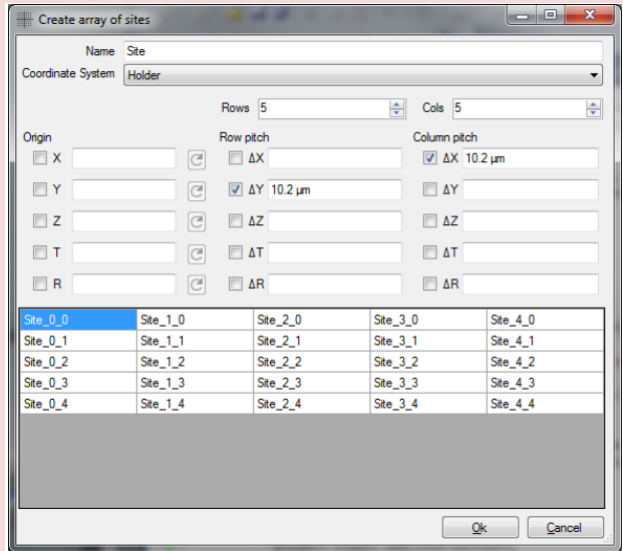 Create array of sites
Name Site
Coordinate System Holder
Rows 5 Cols 5
Origin Row pitch Column pitch
X ΔX ΔX 10.2 µm
Y ΔY 10.2 µm ΔY
Z ΔZ ΔZ
T ΔT ΔT
R ΔR ΔR
Site_0_0 Site_1_0 Site_2_0 Site_3_0 Site_4_0
Site_0_1 Site_1_1 Site_2_1 Site_3_1 Site_4_1
Site_0_2 Site_1_2 Site_2_2 Site_3_2 Site_4_2
Site_0_3 Site_1_3 Site_2_3 Site_3_3 Site_4_3
Site_0_4 Site_1_4 Site_2_4 Site_3_4 Site_4_4
Ok Cancel